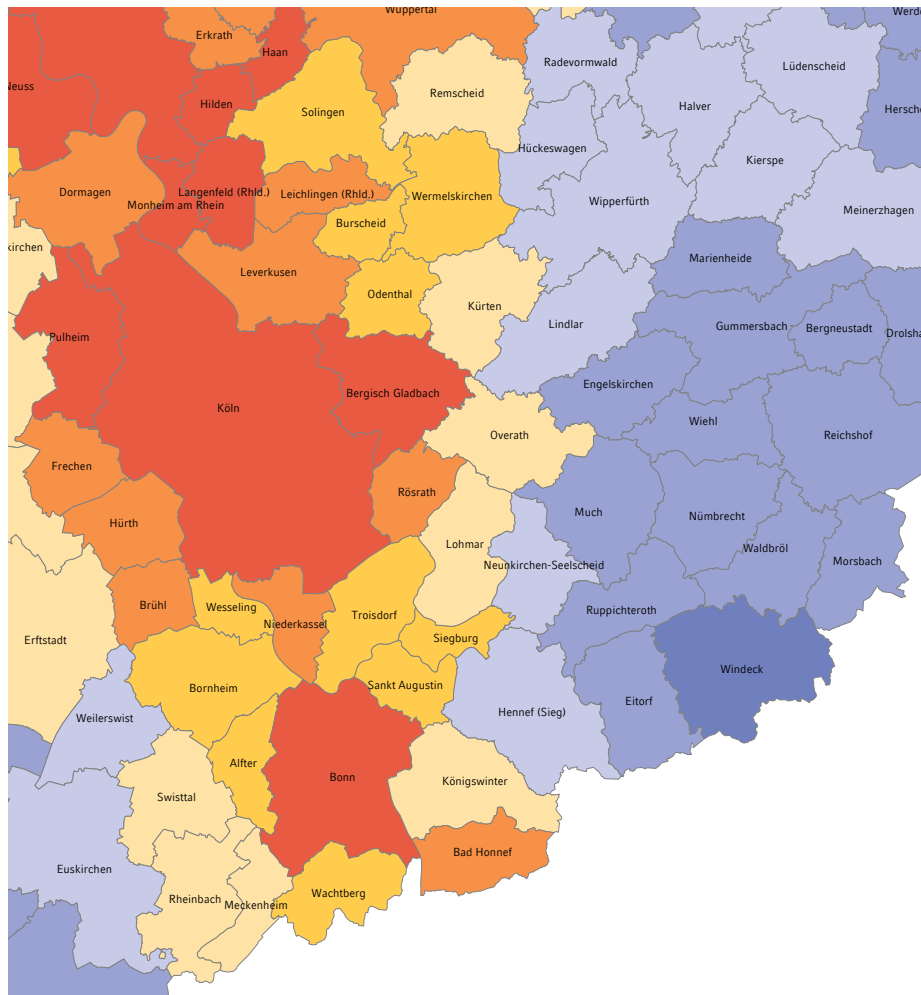 Wuppertal
Erkrath
Haan
Radevormwald
Lüdenscheid
Neuss
Remscheid
Hilden
Solingen
Halver
Hückeswagen
Kierspe
Dormagen
Langenfeld (Rhld.)
Leichlingen (Rhld.)
Wermelskirchen
Monheim am Rhein
Wipperfürth
Meinerzhagen
Burscheid
kirchen
Marienheide
Leverkusen
Odenthal
Kürten
Lindlar
Gummersbach
Bergneustadt
Drolsha
Pulheim
Engelskirchen
Bergisch Gladbach
Köln
Wiehl
Overath
Reichshof
Frechen
Rösrath
Much
Nümbrecht
Hürth
Lohmar
Waldbröl
Neunkirchen-Seelscheid
Morsbach
Brühl
Wesseling
Ruppichteroth
Troisdorf
Niederkassel
Siegburg
Erftstadt
Windeck
Bornheim
Sankt Augustin
Eitorf
Hennef (Sieg)
Weilerswist
Alfter
Bonn
Königswinter
Swisttal
Bad Honnef
Euskirchen
Wachtberg
Rheinbach
Meckenheim